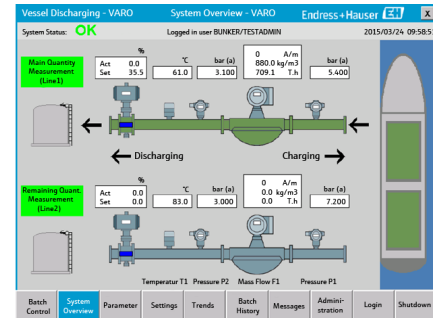 Vessel Discharging - VARO System Overview - VARO Endress+Hauser EH X
System Status: OK Logged in user BUNKER/TESTADMIN 2015/03/24 09:58:5
Main Quantity
Measurement
(Line1)
%
Act 0.0
Set 35.5
°C
61.0
bar (a)
3.100
0 A/m
880.0 kg/m3
709.1 T.h
bar (a)
5.400
Discharging Charging
Remaining Quant.
Measurement
(Line2)
%
Act 0.0
Set 0.0
°C
83.0
bar (a)
3.000
0 A/m
0.0 kg/m3
0.0 T.h
bar (a)
7.200
Temperatur T1 Pressure P2 Mass Flow F1 Pressure P1
Batch
Control
System
Overview
Parameter
Settings
Trends
Batch
History
Messages
Admini-
stration
Login
Shutdown